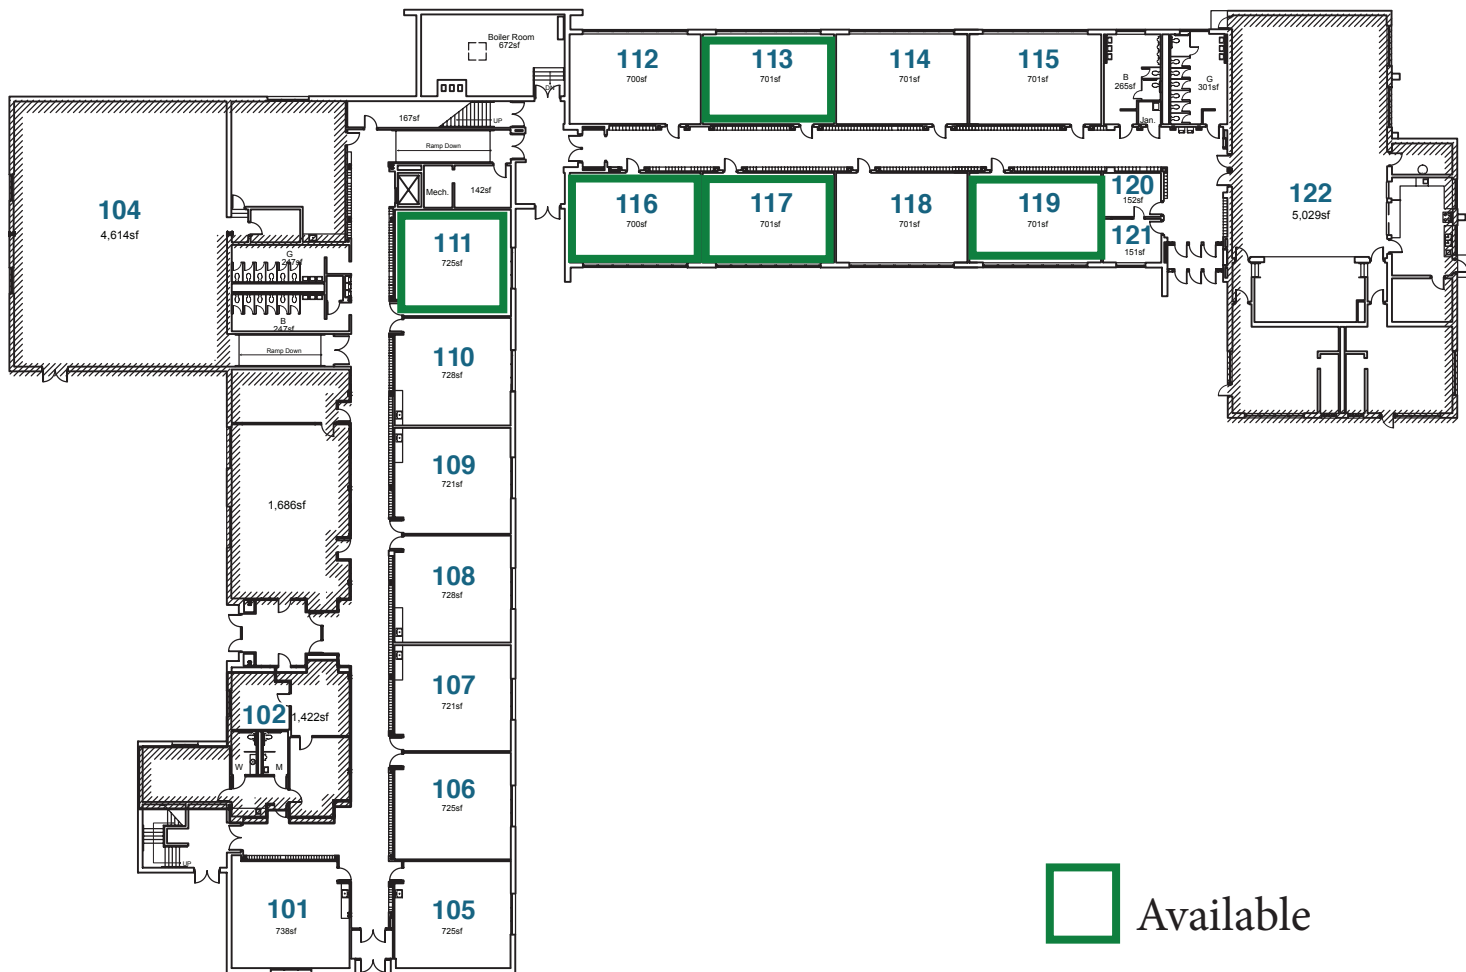 Boiler Room
672sf
DN
112
700sf
113
701sf
114
701sf
115
701sf
B
265sf
G
301sf
Jan.
167sf
UP
Ramp Down
Mech.
142sf
104
4,614sf
116
700sf
117
701sf
118
701sf
119
701sf
120
152sf
121
151sf
122
5,029sf
111
725sf
G
247sf
B
247sf
Ramp Down
110
728sf
109
721sf
1,686sf
108
728sf
107
721sf
102
1,422sf
W
M
106
725sf
UP
101
738sf
105
725sf
Available